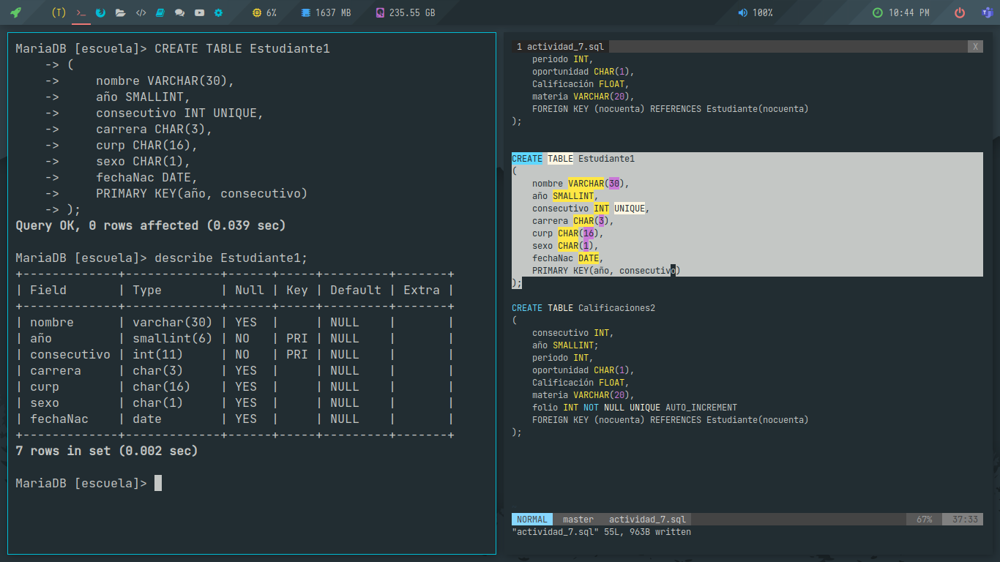 (T) 6% 1637 MB 235.55 GB 100% 10:44 PM
MariaDB [escuela]> CREATE TABLE Estudiante1
    -> (
    ->     nombre VARCHAR(30),
    ->     año SMALLINT,
    ->     consecutivo INT UNIQUE,
    ->     carrera CHAR(3),
    ->     curp CHAR(16),
    ->     sexo CHAR(1),
    ->     fechaNac DATE,
    ->     PRIMARY KEY(año, consecutivo)
    -> );
Query OK, 0 rows affected (0.039 sec)
MariaDB [escuela]> describe Estudiante1;
+-------------+-------------+------+-----+---------+-------+
| Field       | Type        | Null | Key | Default | Extra |
+-------------+-------------+------+-----+---------+-------+
| nombre      | varchar(30) | YES  |     | NULL    |       |
| año         | smallint(6) | NO   | PRI | NULL    |       |
| consecutivo | int(11)     | NO   | PRI | NULL    |       |
| carrera     | char(3)     | YES  |     | NULL    |       |
| curp        | char(16)    | YES  |     | NULL    |       |
| sexo        | char(1)     | YES  |     | NULL    |       |
| fechaNac    | date        | YES  |     | NULL    |       |
+-------------+-------------+------+-----+---------+-------+
7 rows in set (0.002 sec)
MariaDB [escuela]>
1 actividad_7.sql X
    periodo INT,
    oportunidad CHAR(1),
    Calificación FLOAT,
    materia VARCHAR(20),
    FOREIGN KEY (nocuenta) REFERENCES Estudiante(nocuenta)
);
CREATE TABLE Estudiante1
(
    nombre VARCHAR(30),
    año SMALLINT,
    consecutivo INT UNIQUE,
    carrera CHAR(3),
    curp CHAR(16),
    sexo CHAR(1),
    fechaNac DATE,
    PRIMARY KEY(año, consecutivo)
);
CREATE TABLE Calificaciones2
(
    consecutivo INT,
    año SMALLINT;
    periodo INT,
    oportunidad CHAR(1),
    Calificación FLOAT,
    materia VARCHAR(20),
    folio INT NOT NULL UNIQUE AUTO_INCREMENT
    FOREIGN KEY (nocuenta) REFERENCES Estudiante(nocuenta)
);
NORMAL master actividad_7.sql 67% 37:33
"actividad_7.sql" 55L, 963B written